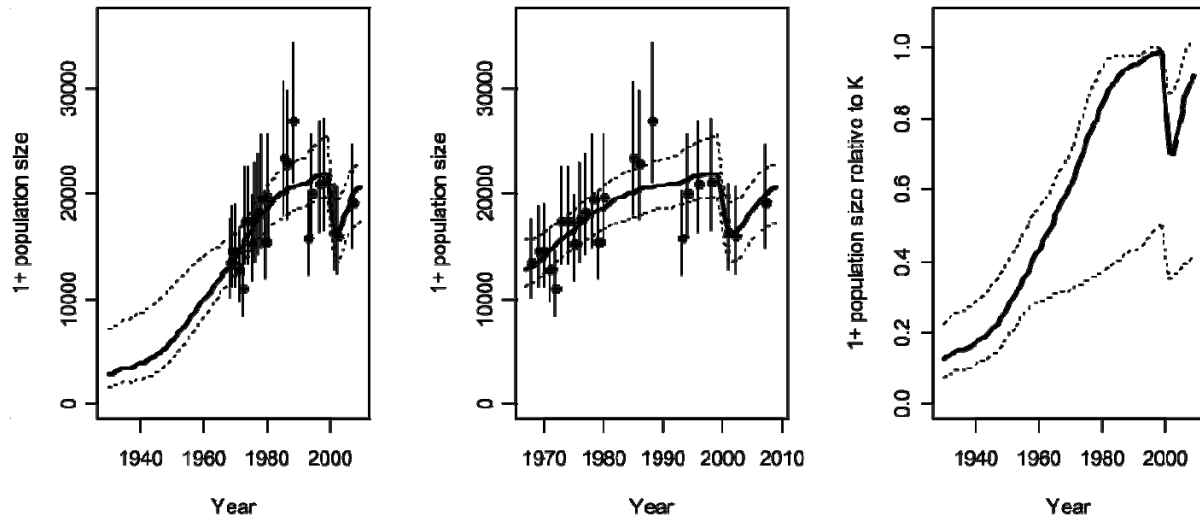 1+ population size
30000
20000
10000
0
1940 1960 1980 2000
Year
1+ population size
30000
20000
10000
0
1970 1980 1990 2000 2010
Year
1+ population size relative to K
1.0
0.8
0.6
0.4
0.2
0.0
1940 1960 1980 2000
Year